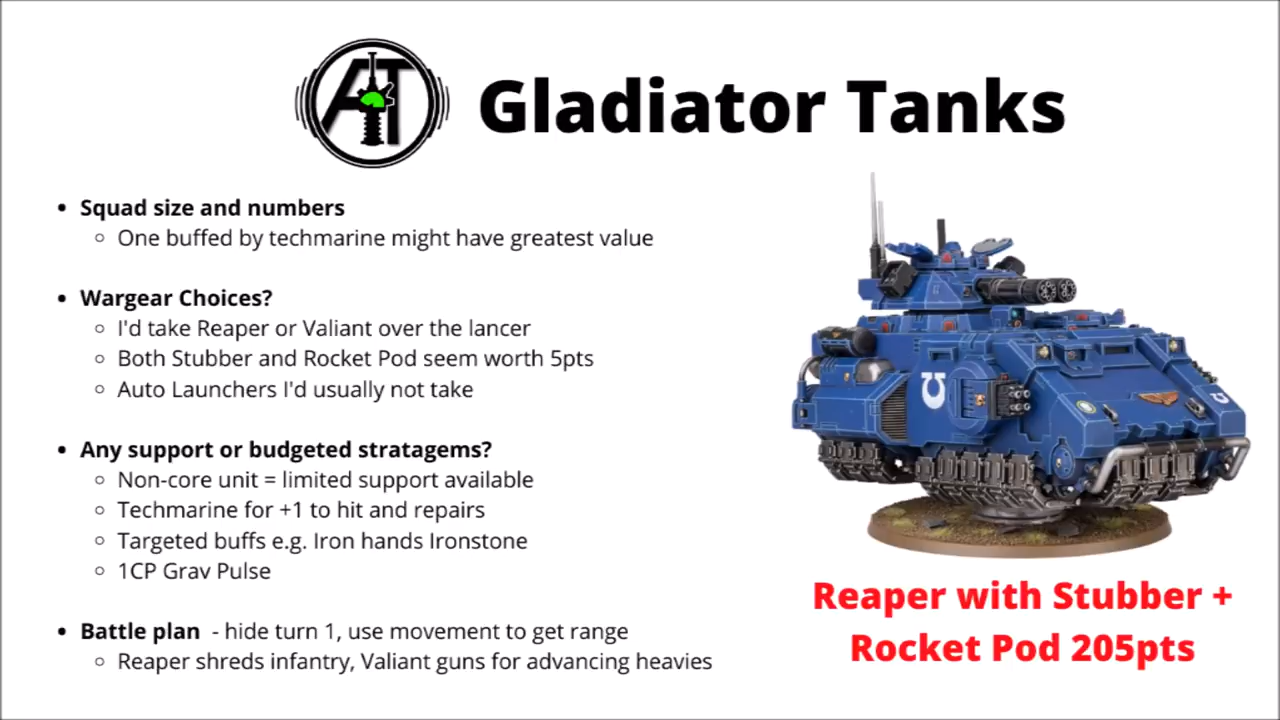 AT
Gladiator Tanks
• Squad size and numbers
◦ One buffed by techmarine might have greatest value
• Wargear Choices?
◦ I'd take Reaper or Valiant over the lancer
◦ Both Stubber and Rocket Pod seem worth 5pts
◦ Auto Launchers I'd usually not take
• Any support or budgeted stratagems?
◦ Non-core unit = limited support available
◦ Techmarine for +1 to hit and repairs
◦ Targeted buffs e.g. Iron hands Ironstone
◦ 1CP Grav Pulse
• Battle plan - hide turn 1, use movement to get range
◦ Reaper shreds infantry, Valiant guns for advancing heavies
Reaper with Stubber +
Rocket Pod 205pts